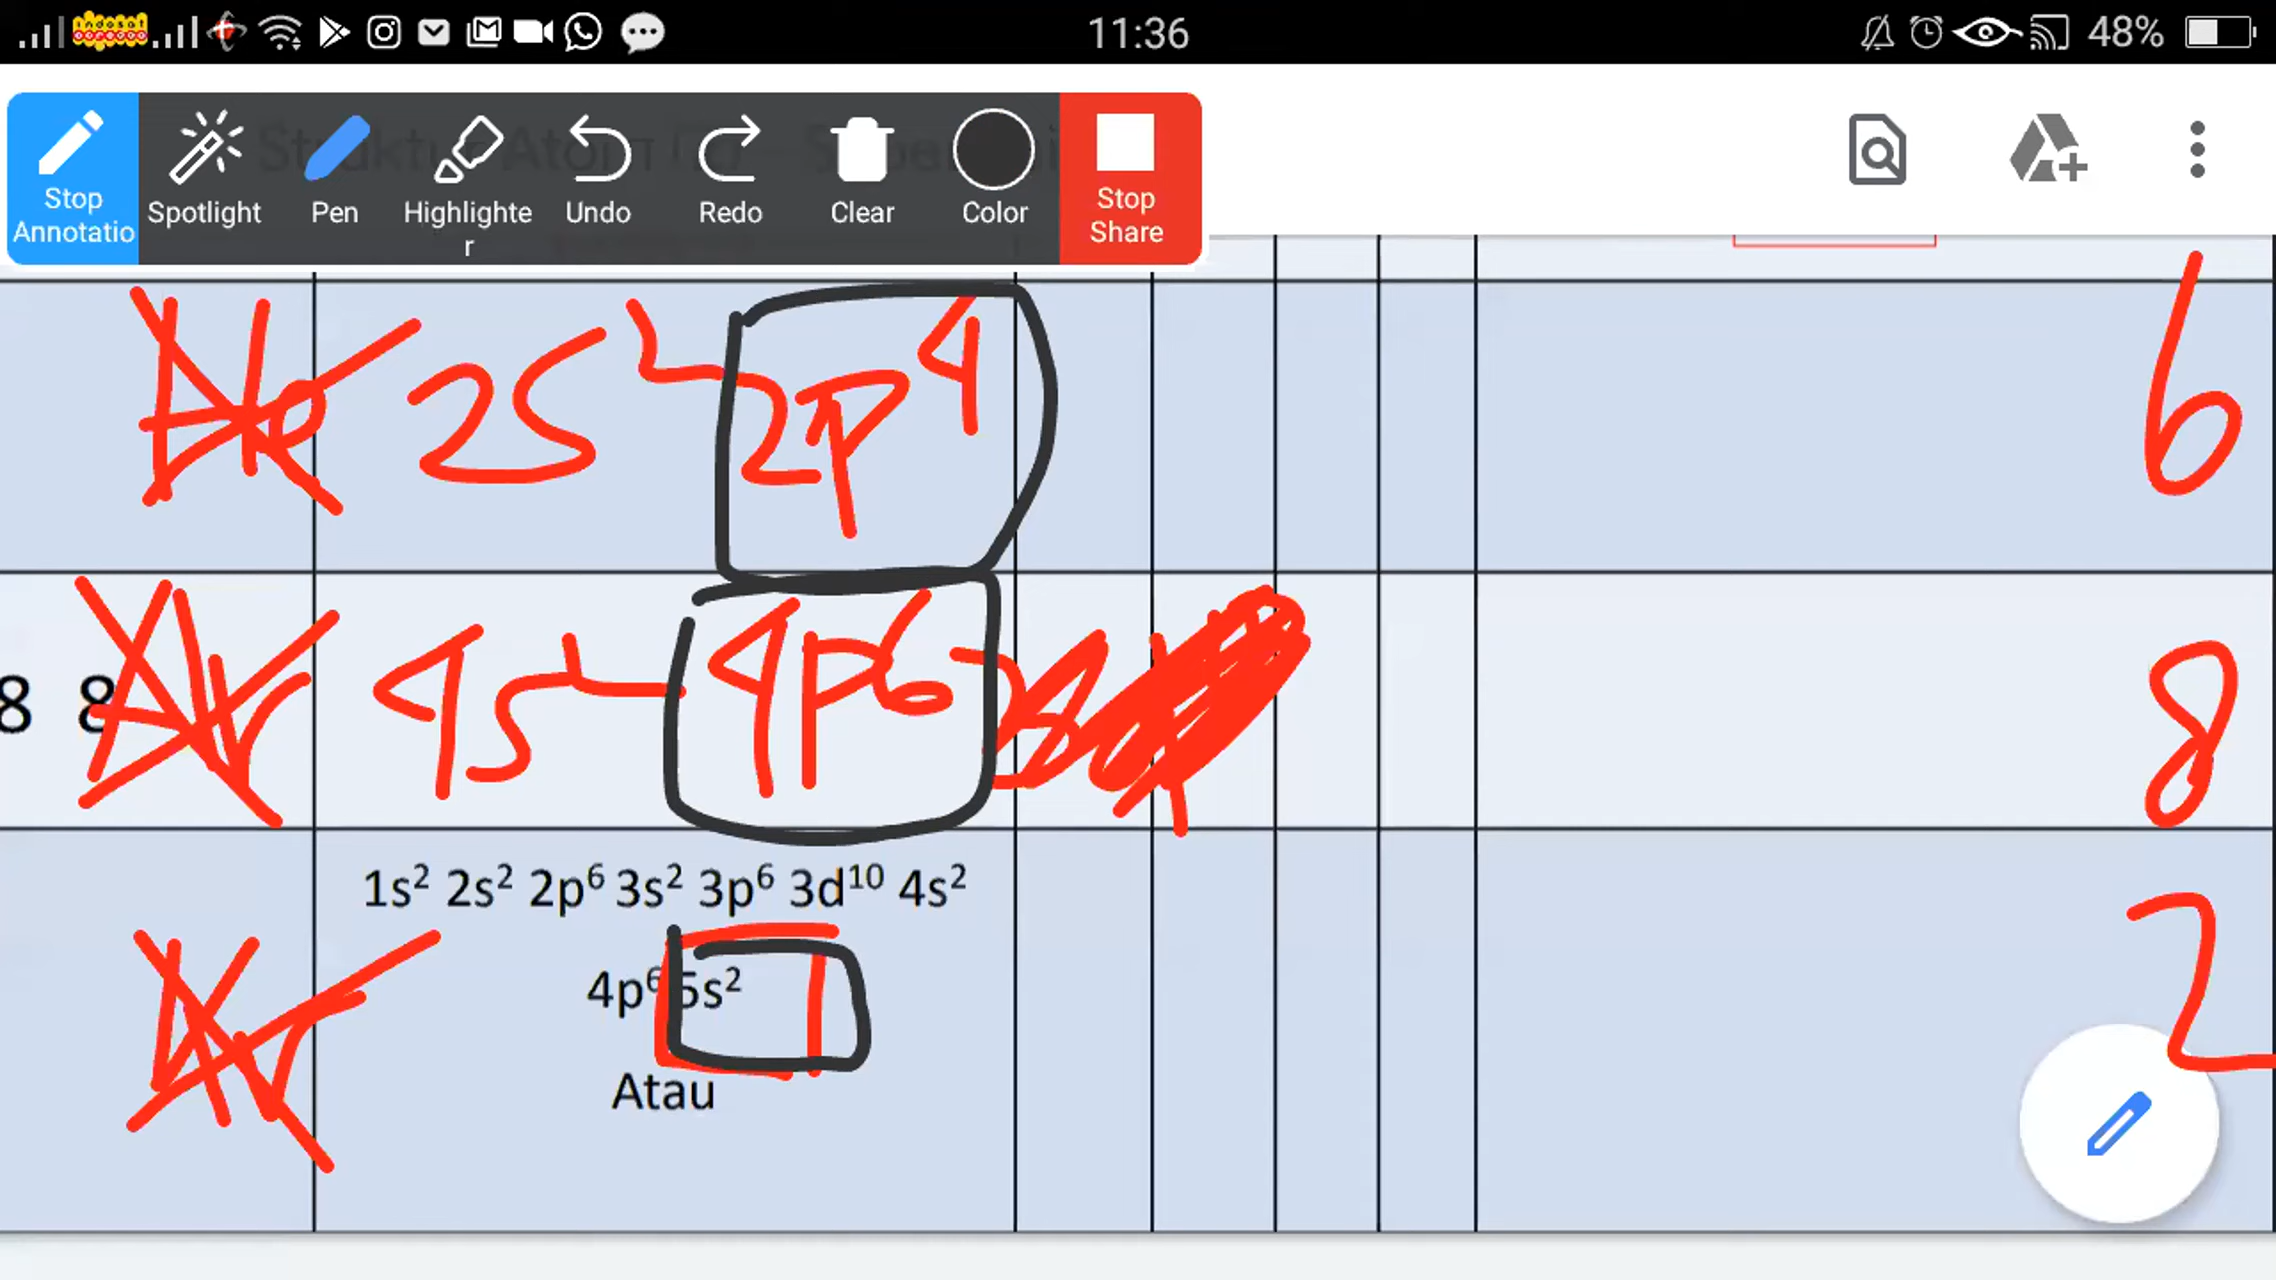 11:36
48%
Stop Annotatio
Spotlight
Pen
Highlighte
r
Undo
Redo
Clear
Color
Stop Share
2s² 2p⁴
6
8 8
4s² 4p6
8
1s² 2s² 2p⁶ 3s² 3p⁶ 3d¹⁰ 4s²
4p⁶ 5s²
2
Atau